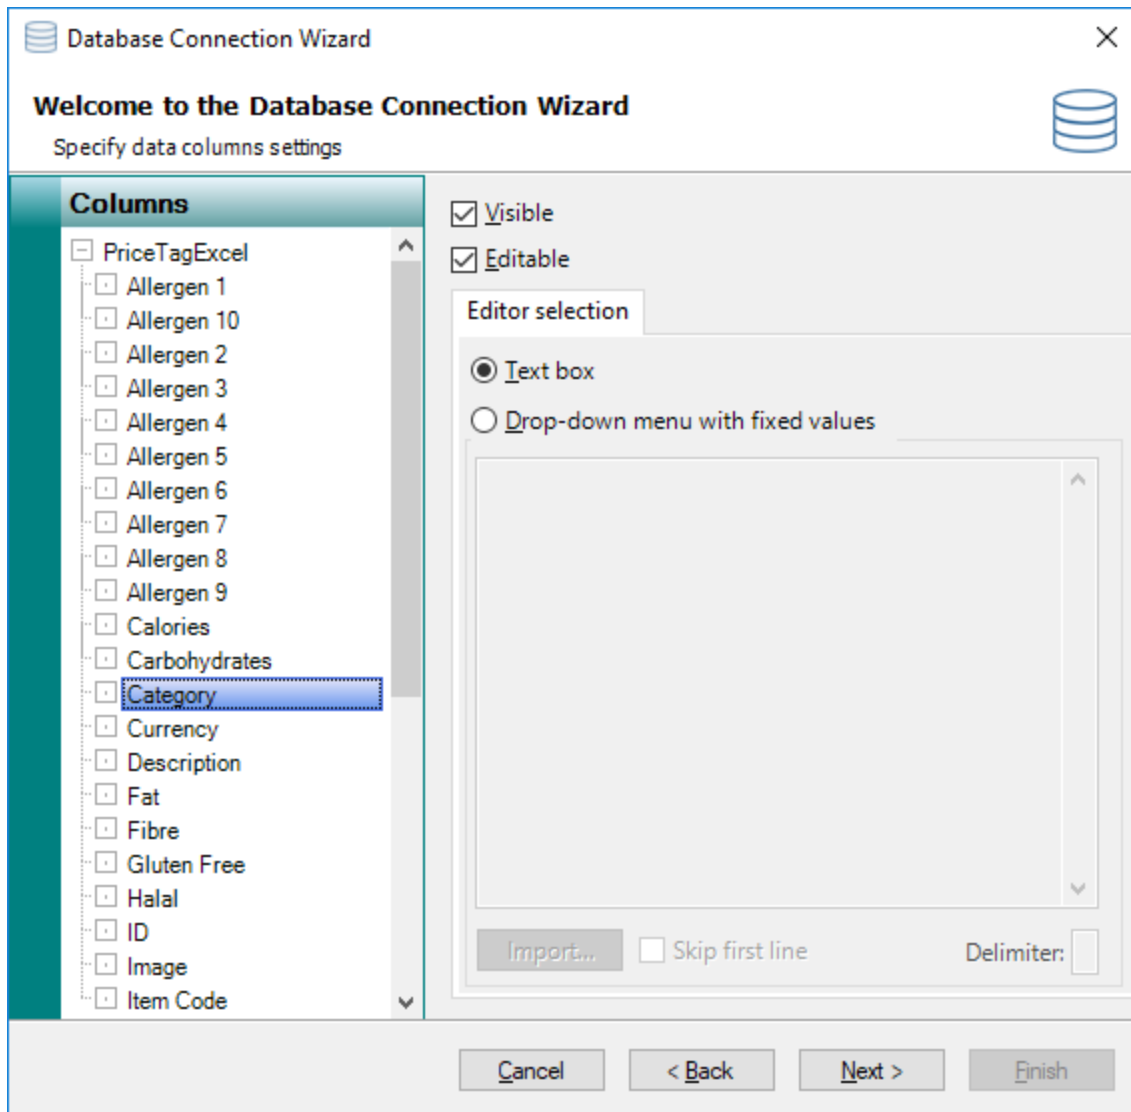 Database Connection Wizard
Welcome to the Database Connection Wizard
Specify data columns settings
Columns
PriceTagExcel
Allergen 1
Allergen 10
Allergen 2
Allergen 3
Allergen 4
Allergen 5
Allergen 6
Allergen 7
Allergen 8
Allergen 9
Calories
Carbohydrates
Category
Currency
Description
Fat
Fibre
Gluten Free
Halal
ID
Image
Item Code
Visible
Editable
Editor selection
Text box
Drop-down menu with fixed values
Import... Skip first line Delimiter:
Cancel < Back Next > Finish